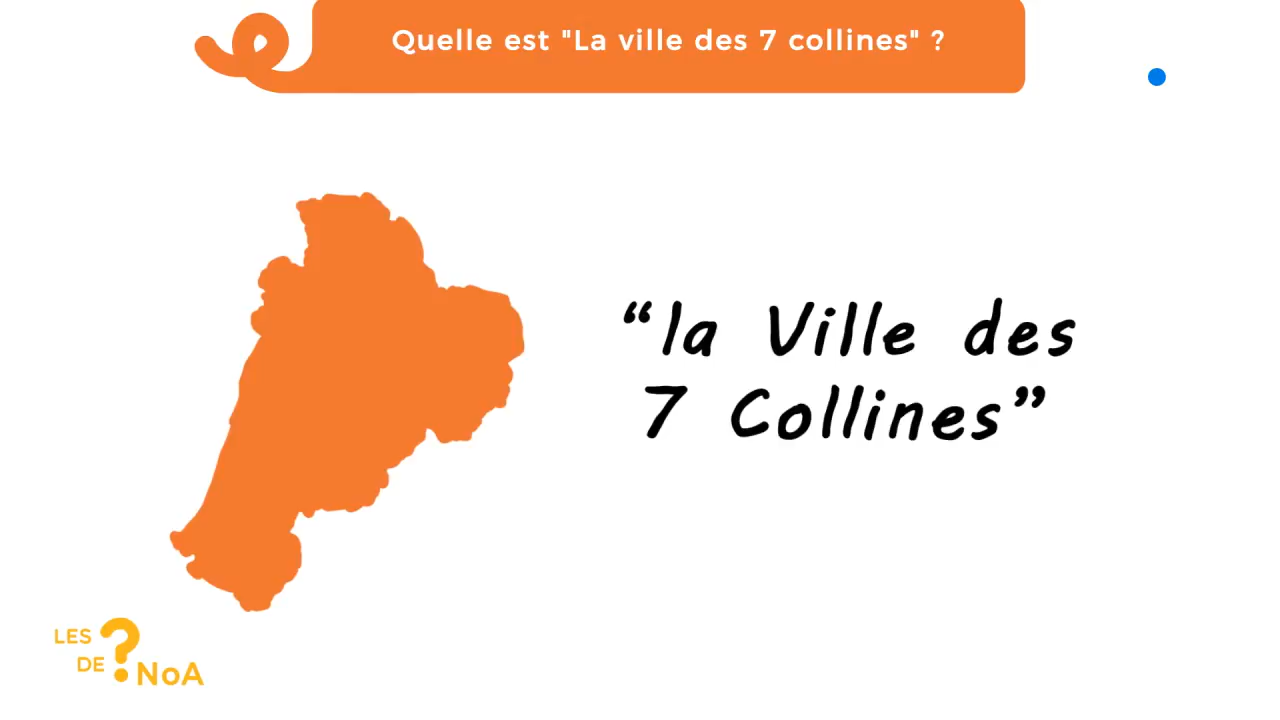 Quelle est "La ville des 7 collines" ?
“la Ville des
7 Collines”
LES ?
DE NoA